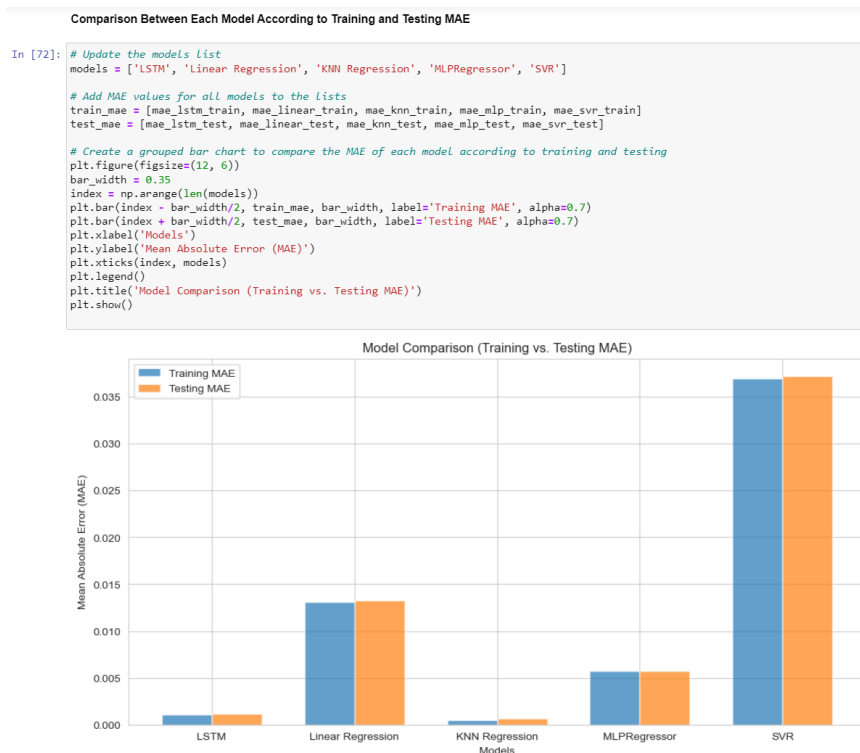 Comparison Between Each Model According to Training and Testing MAE
In [72]: # Update the models list
models = ['LSTM', 'Linear Regression', 'KNN Regression', 'MLPRegressor', 'SVR']
# Add MAE values for all models to the lists
train_mae = [mae_lstm_train, mae_linear_train, mae_knn_train, mae_mlp_train, mae_svr_train]
test_mae = [mae_lstm_test, mae_linear_test, mae_knn_test, mae_mlp_test, mae_svr_test]
# Create a grouped bar chart to compare the MAE of each model according to training and testing
plt.figure(figsize=(12, 6))
bar_width = 0.35
index = np.arange(len(models))
plt.bar(index - bar_width/2, train_mae, bar_width, label='Training MAE', alpha=0.7)
plt.bar(index + bar_width/2, test_mae, bar_width, label='Testing MAE', alpha=0.7)
plt.xlabel('Models')
plt.ylabel('Mean Absolute Error (MAE)')
plt.xticks(index, models)
plt.legend()
plt.title('Model Comparison (Training vs. Testing MAE)')
plt.show()
Model Comparison (Training vs. Testing MAE)
Training MAE
Testing MAE
0.035
0.030
0.025
0.020
0.015
0.010
0.005
0.000
Mean Absolute Error (MAE)
LSTM Linear Regression KNN Regression MLPRegressor SVR
Models